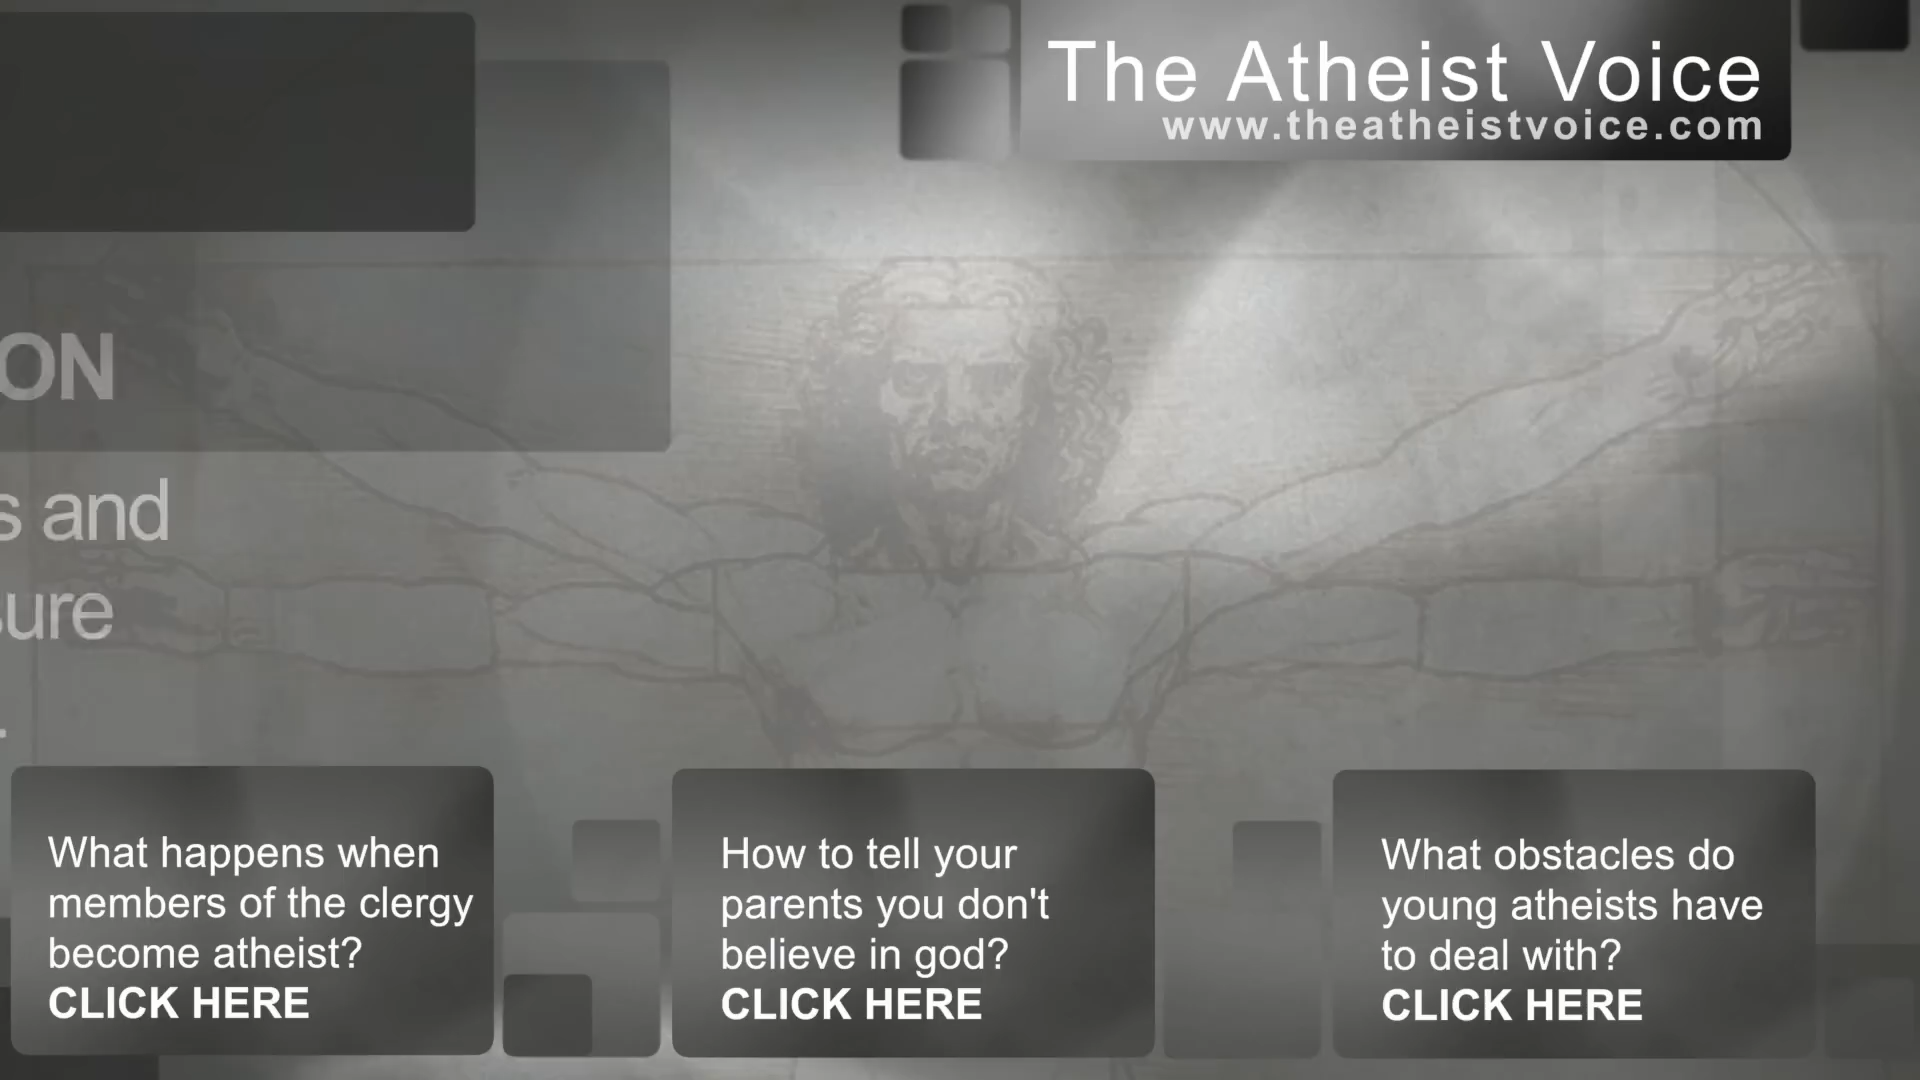 The Atheist Voice
www.theatheistvoice.com
ON
s and
sure
.
What happens when
members of the clergy
become atheist?
CLICK HERE
How to tell your
parents you don't
believe in god?
CLICK HERE
What obstacles do
young atheists have
to deal with?
CLICK HERE